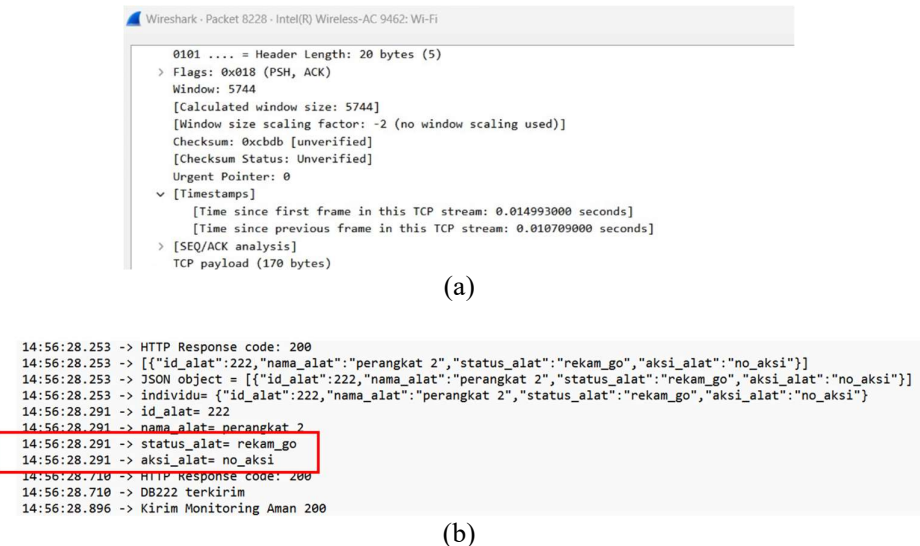 Wireshark · Packet 8228 · Intel(R) Wireless-AC 9462: Wi-Fi
0101 .... = Header Length: 20 bytes (5)
> Flags: 0x018 (PSH, ACK)
Window: 5744
[Calculated window size: 5744]
[Window size scaling factor: -2 (no window scaling used)]
Checksum: 0xcbdb [unverified]
[Checksum Status: Unverified]
Urgent Pointer: 0
[Timestamps]
[Time since first frame in this TCP stream: 0.014993000 seconds]
[Time since previous frame in this TCP stream: 0.010709000 seconds]
> [SEQ/ACK analysis]
TCP payload (170 bytes)
(a)
14:56:28.253 -> HTTP Response code: 200
14:56:28.253 -> [{"id_alat":222,"nama_alat":"perangkat 2","status_alat":"rekam_go","aksi_alat":"no_aksi"}]
14:56:28.253 -> JSON object = [{"id_alat":222,"nama_alat":"perangkat 2","status_alat":"rekam_go","aksi_alat":"no_aksi"}]
14:56:28.253 -> individu= {"id_alat":222,"nama_alat":"perangkat 2","status_alat":"rekam_go","aksi_alat":"no_aksi"}
14:56:28.291 -> id_alat= 222
14:56:28.291 -> nama_alat= perangkat 2
14:56:28.291 -> status_alat= rekam_go
14:56:28.291 -> aksi_alat= no_aksi
14:56:28.710 -> HTTP Response code: 200
14:56:28.710 -> DB222 terkirim
14:56:28.896 -> Kirim Monitoring Aman 200
(b)